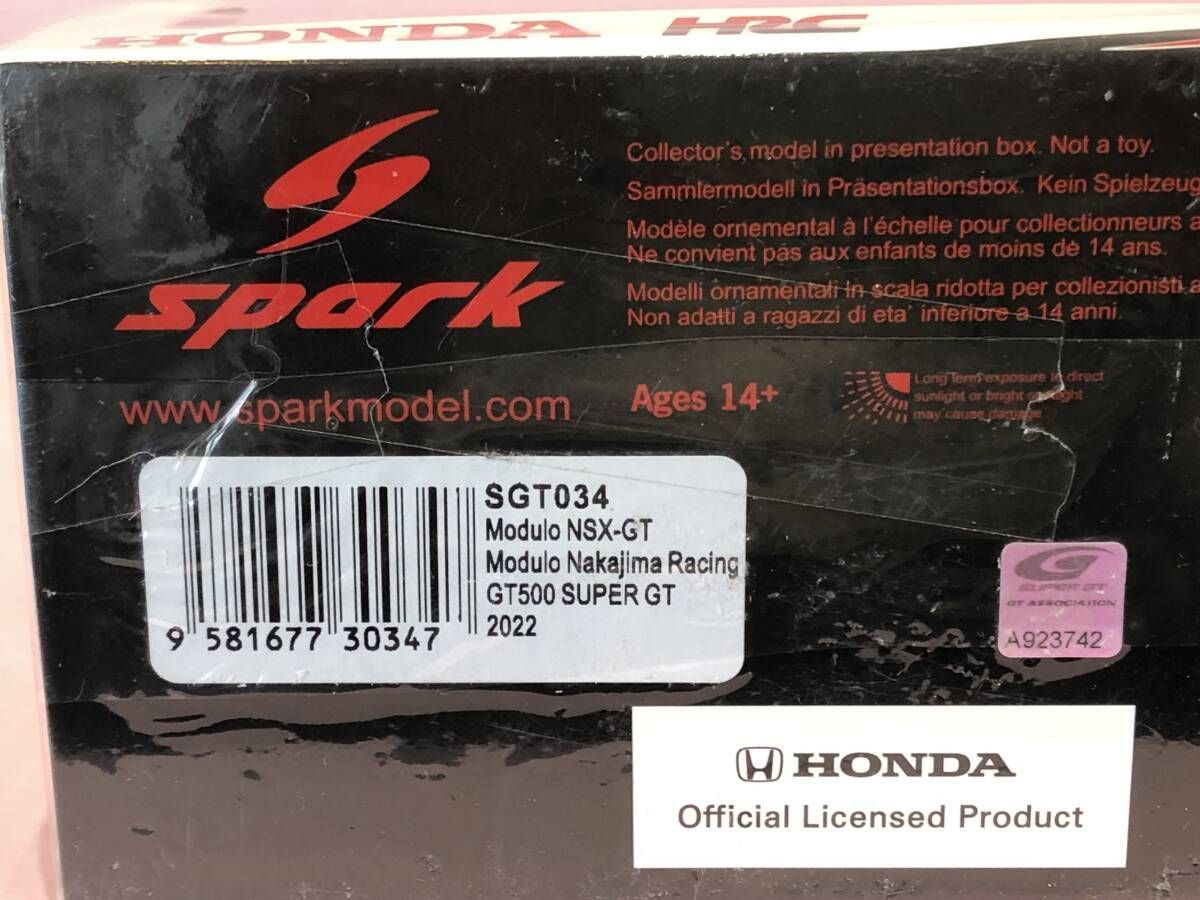 HONDA HRC
spark
www.sparkmodel.com
Collector's model in presentation box. Not a toy.
Sammlermodell in Präsentationsbox. Kein Spielzeug
Modèle ornemental à l'échelle pour collectionneurs a
Ne convient pas aux enfants de moins de 14 ans.
Modelli ornamentali in scala ridotta per collezionisti a
Non adatti a ragazzi di eta' inferiore a 14 anni.
Ages 14+
Long Term exposure to direct
sunlight or bright spotlight
may cause damage
SGT034
Modulo NSX-GT
Modulo Nakajima Racing
GT500 SUPER GT
2022
9 581677 30347
SUPER GT
GT ASSOCIATION
A923742
HONDA
Official Licensed Product